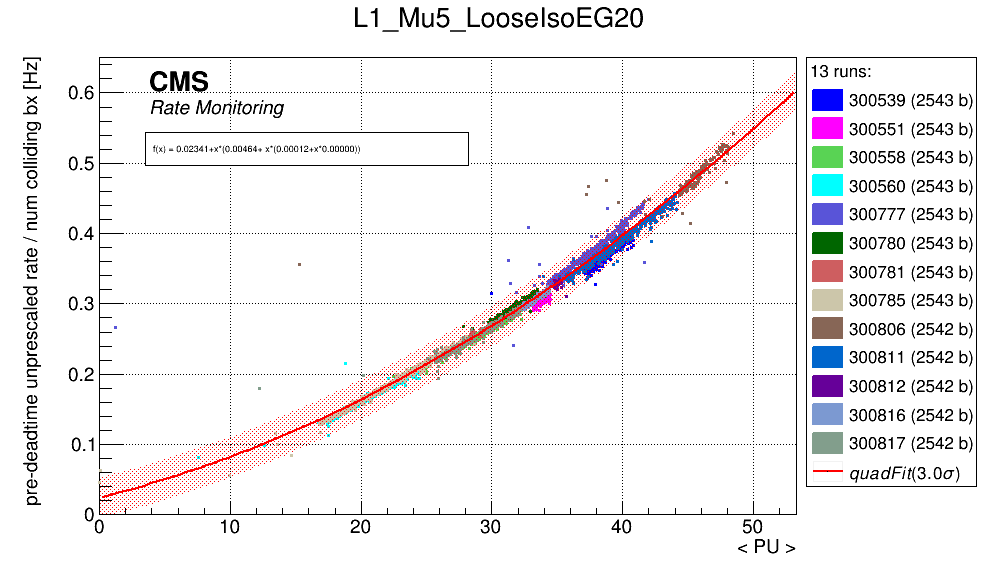 L1_Mu5_LooseIsoEG20
pre-deadtime unprescaled rate / num colliding bx [Hz]
CMS
Rate Monitoring
f(x) = 0.02341+x*(0.00464+ x*(0.00012+x*0.00000))
0.6
0.5
0.4
0.3
0.2
0.1
0
0 10 20 30 40 50
< PU >
13 runs:
300539 (2543 b)
300551 (2543 b)
300558 (2543 b)
300560 (2543 b)
300777 (2543 b)
300780 (2543 b)
300781 (2543 b)
300785 (2543 b)
300806 (2542 b)
300811 (2542 b)
300812 (2542 b)
300816 (2542 b)
300817 (2542 b)
quadFit(3.0σ)